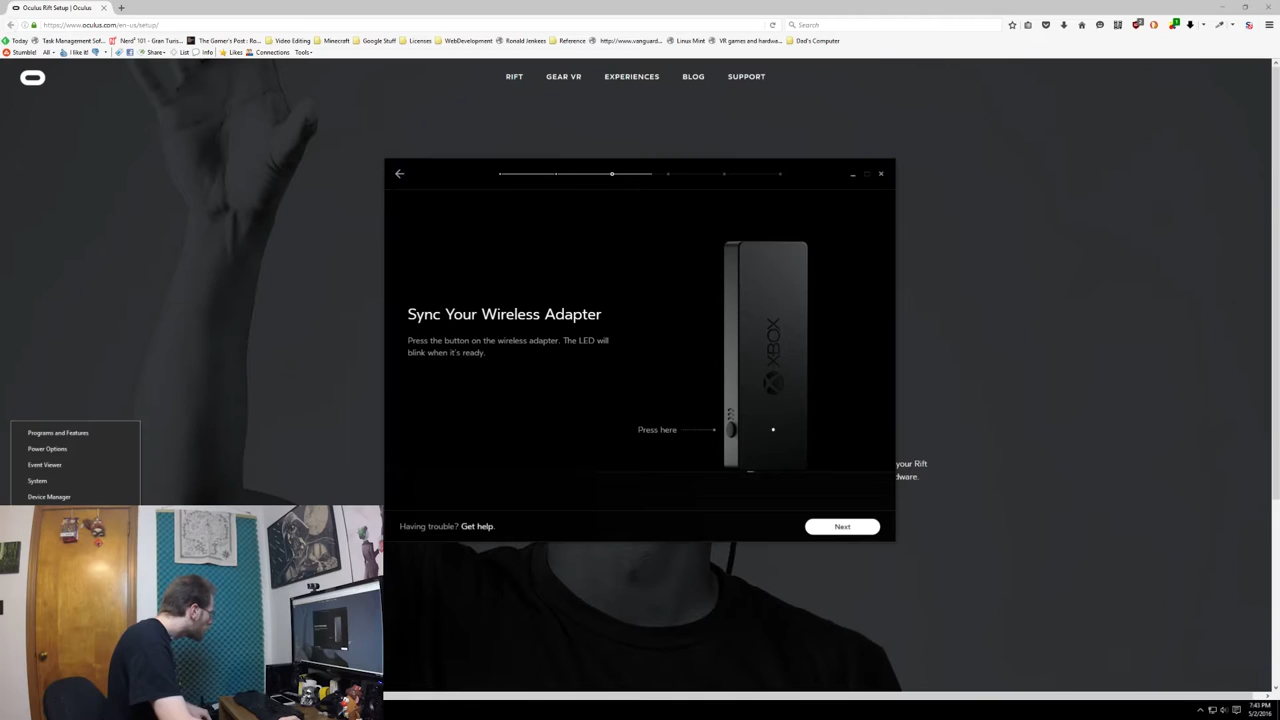 Oculus Rift Setup | Oculus
https://www.oculus.com/en-us/setup/
Search
Today
Task Management Sof...
Nerd³ 101 - Gran Turis...
The Gamer's Post : Ro...
Video Editing
Minecraft
Google Stuff
Licenses
WebDevelopment
Ronald Jenkees
Reference
http://www.vanguard...
Linux Mint
VR games and hardwa...
Dad's Computer
Stumble!
All
I like it!
Share
List
Info
Likes
Connections
Tools
RIFT
GEAR VR
EXPERIENCES
BLOG
SUPPORT
Sync Your Wireless Adapter
Press the button on the wireless adapter. The LED will
blink when it's ready.
XBOX
Press here
Programs and Features
Power Options
Event Viewer
System
Device Manager
your Rift
dware.
Having trouble? Get help.
Next
7:43 PM
5/2/2016